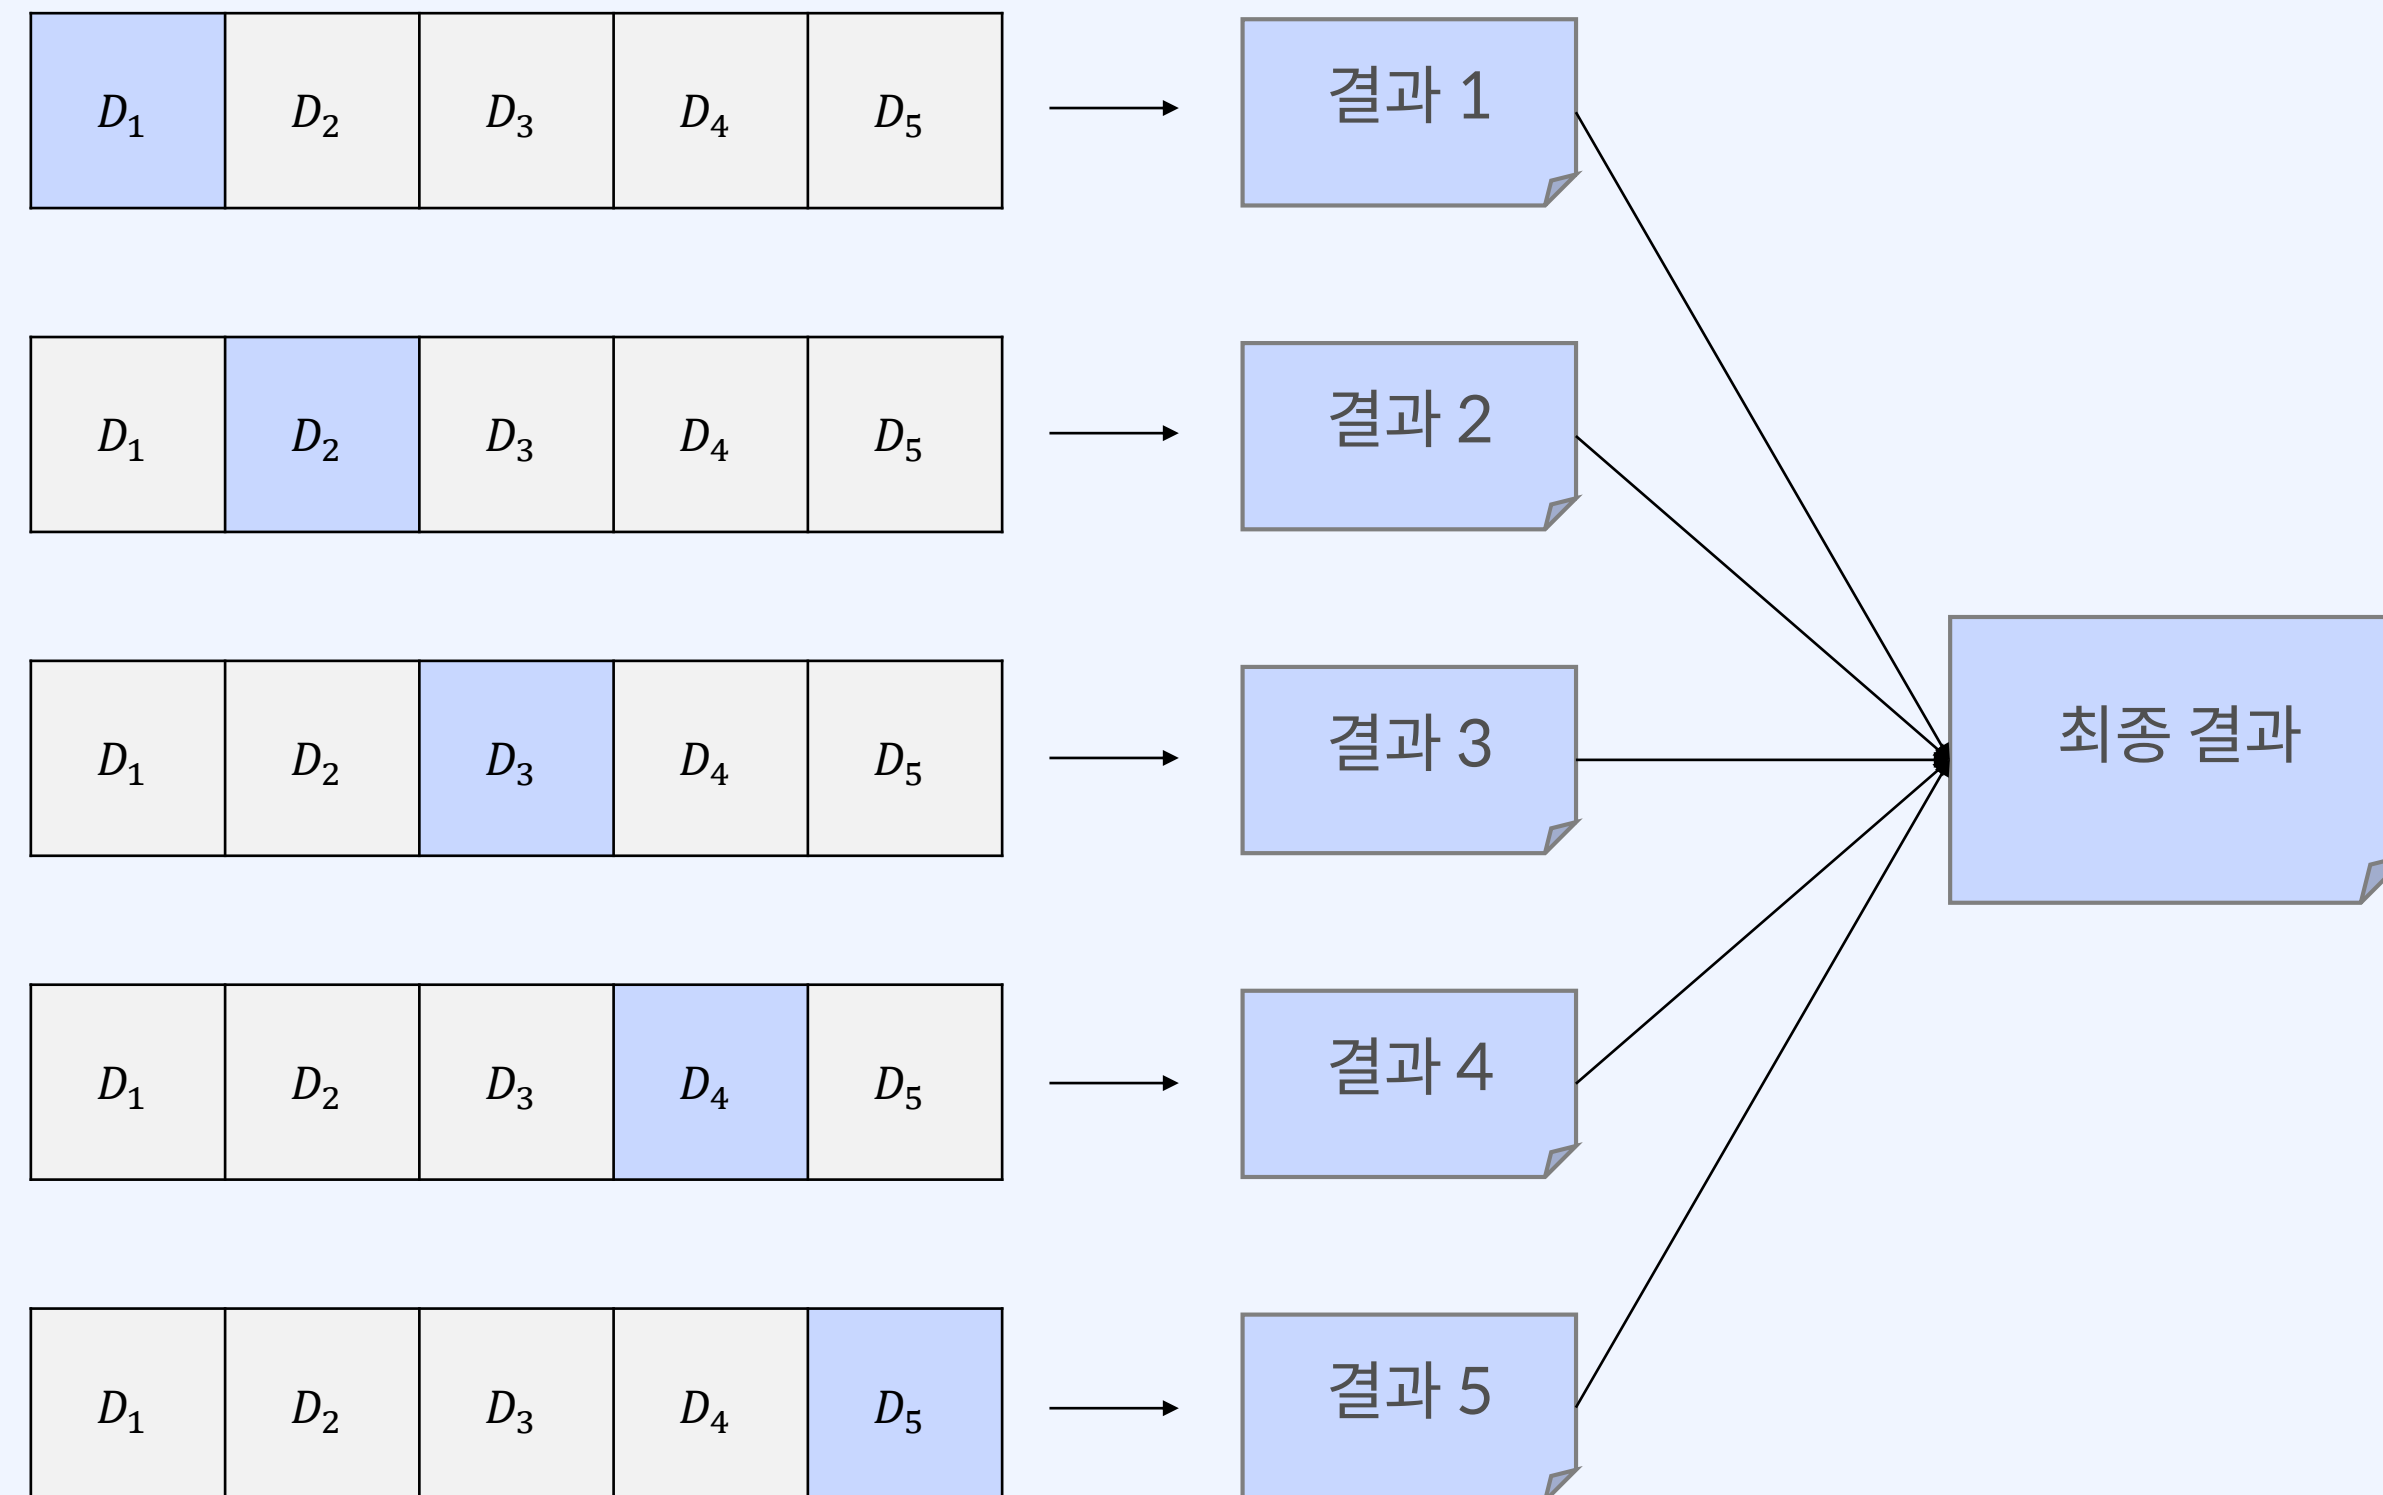 D₁ D₂ D₃ D₄ D₅ 결과 1
D₁ D₂ D₃ D₄ D₅ 결과 2
D₁ D₂ D₃ D₄ D₅ 결과 3
최종 결과
D₁ D₂ D₃ D₄ D₅ 결과 4
D₁ D₂ D₃ D₄ D₅ 결과 5